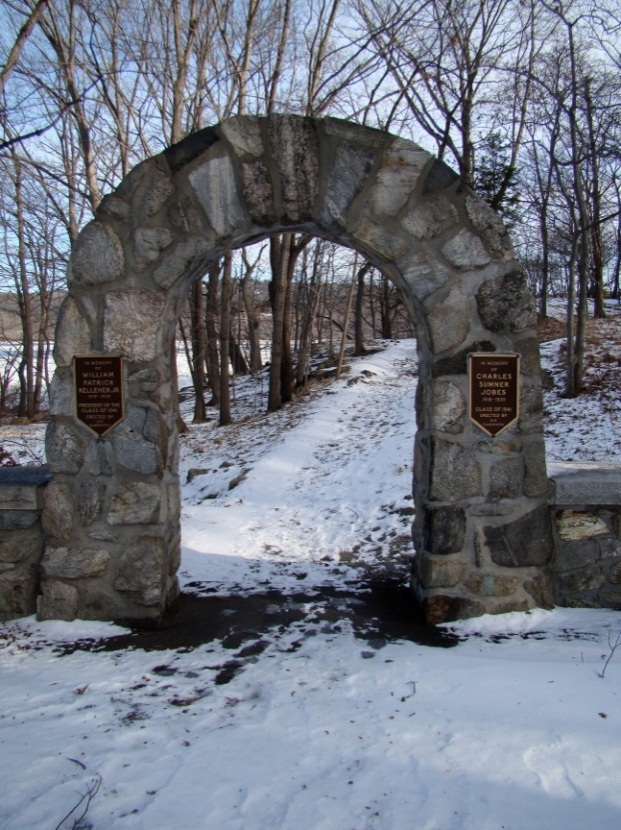 IN MEMORY
OF
WILLIAM
PATRICK
KELLEHER, JR.
PRESIDENT OF THE
CLASS OF 1941
ERECTED BY
IN MEMORY
OF
CHARLES
SUMNER
JOBES
CLASS OF 1941
ERECTED BY